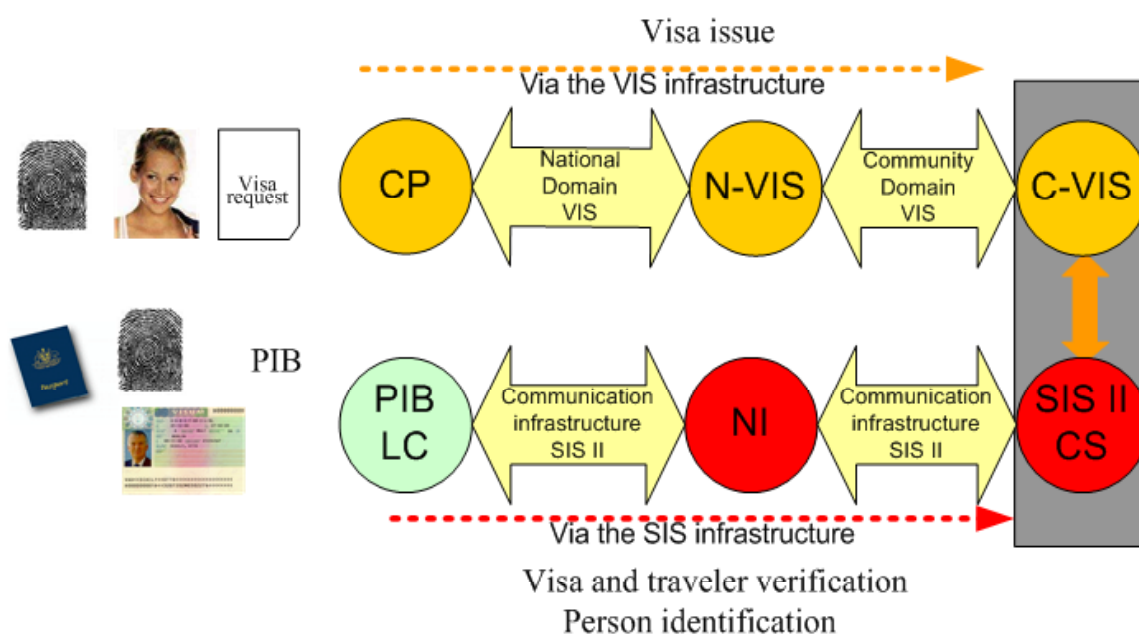 Visa issue
Via the VIS infrastructure
Visa
request
CP
National
Domain
VIS
N-VIS
Community
Domain
VIS
C-VIS
Passport
PIB
PIB
LC
Communication
infrastructure
SIS II
NI
Communication
infrastructure
SIS II
SIS II
CS
Via the SIS infrastructure
Visa and traveler verification
Person identification